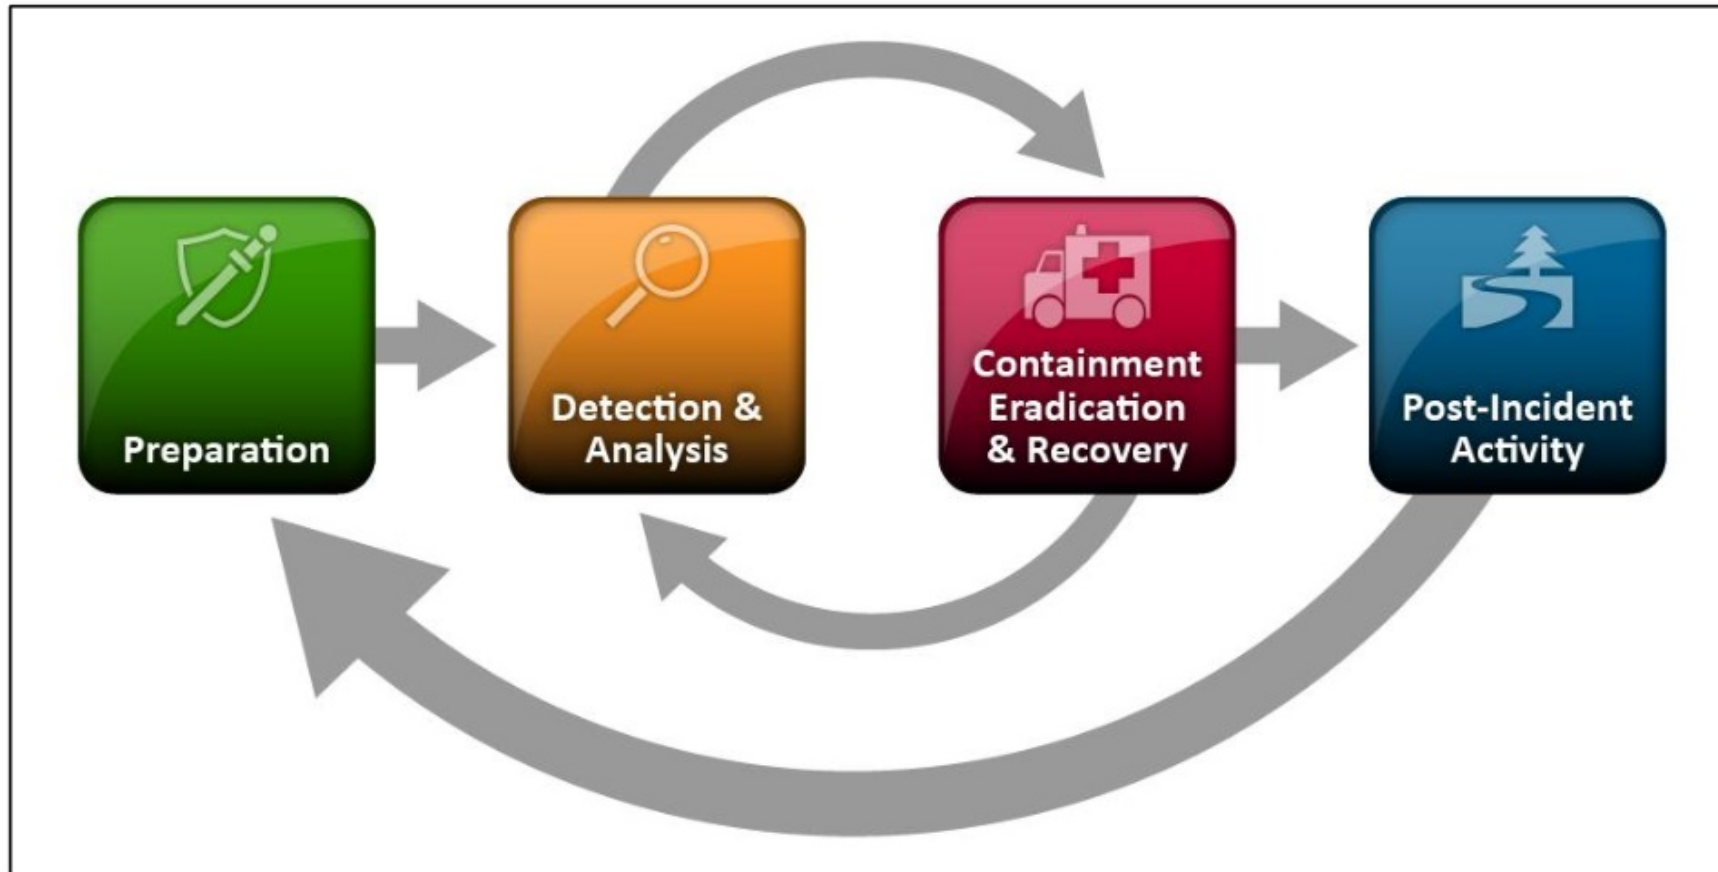 Preparation
Detection &
Analysis
Containment
Eradication
& Recovery
Post-Incident
Activity